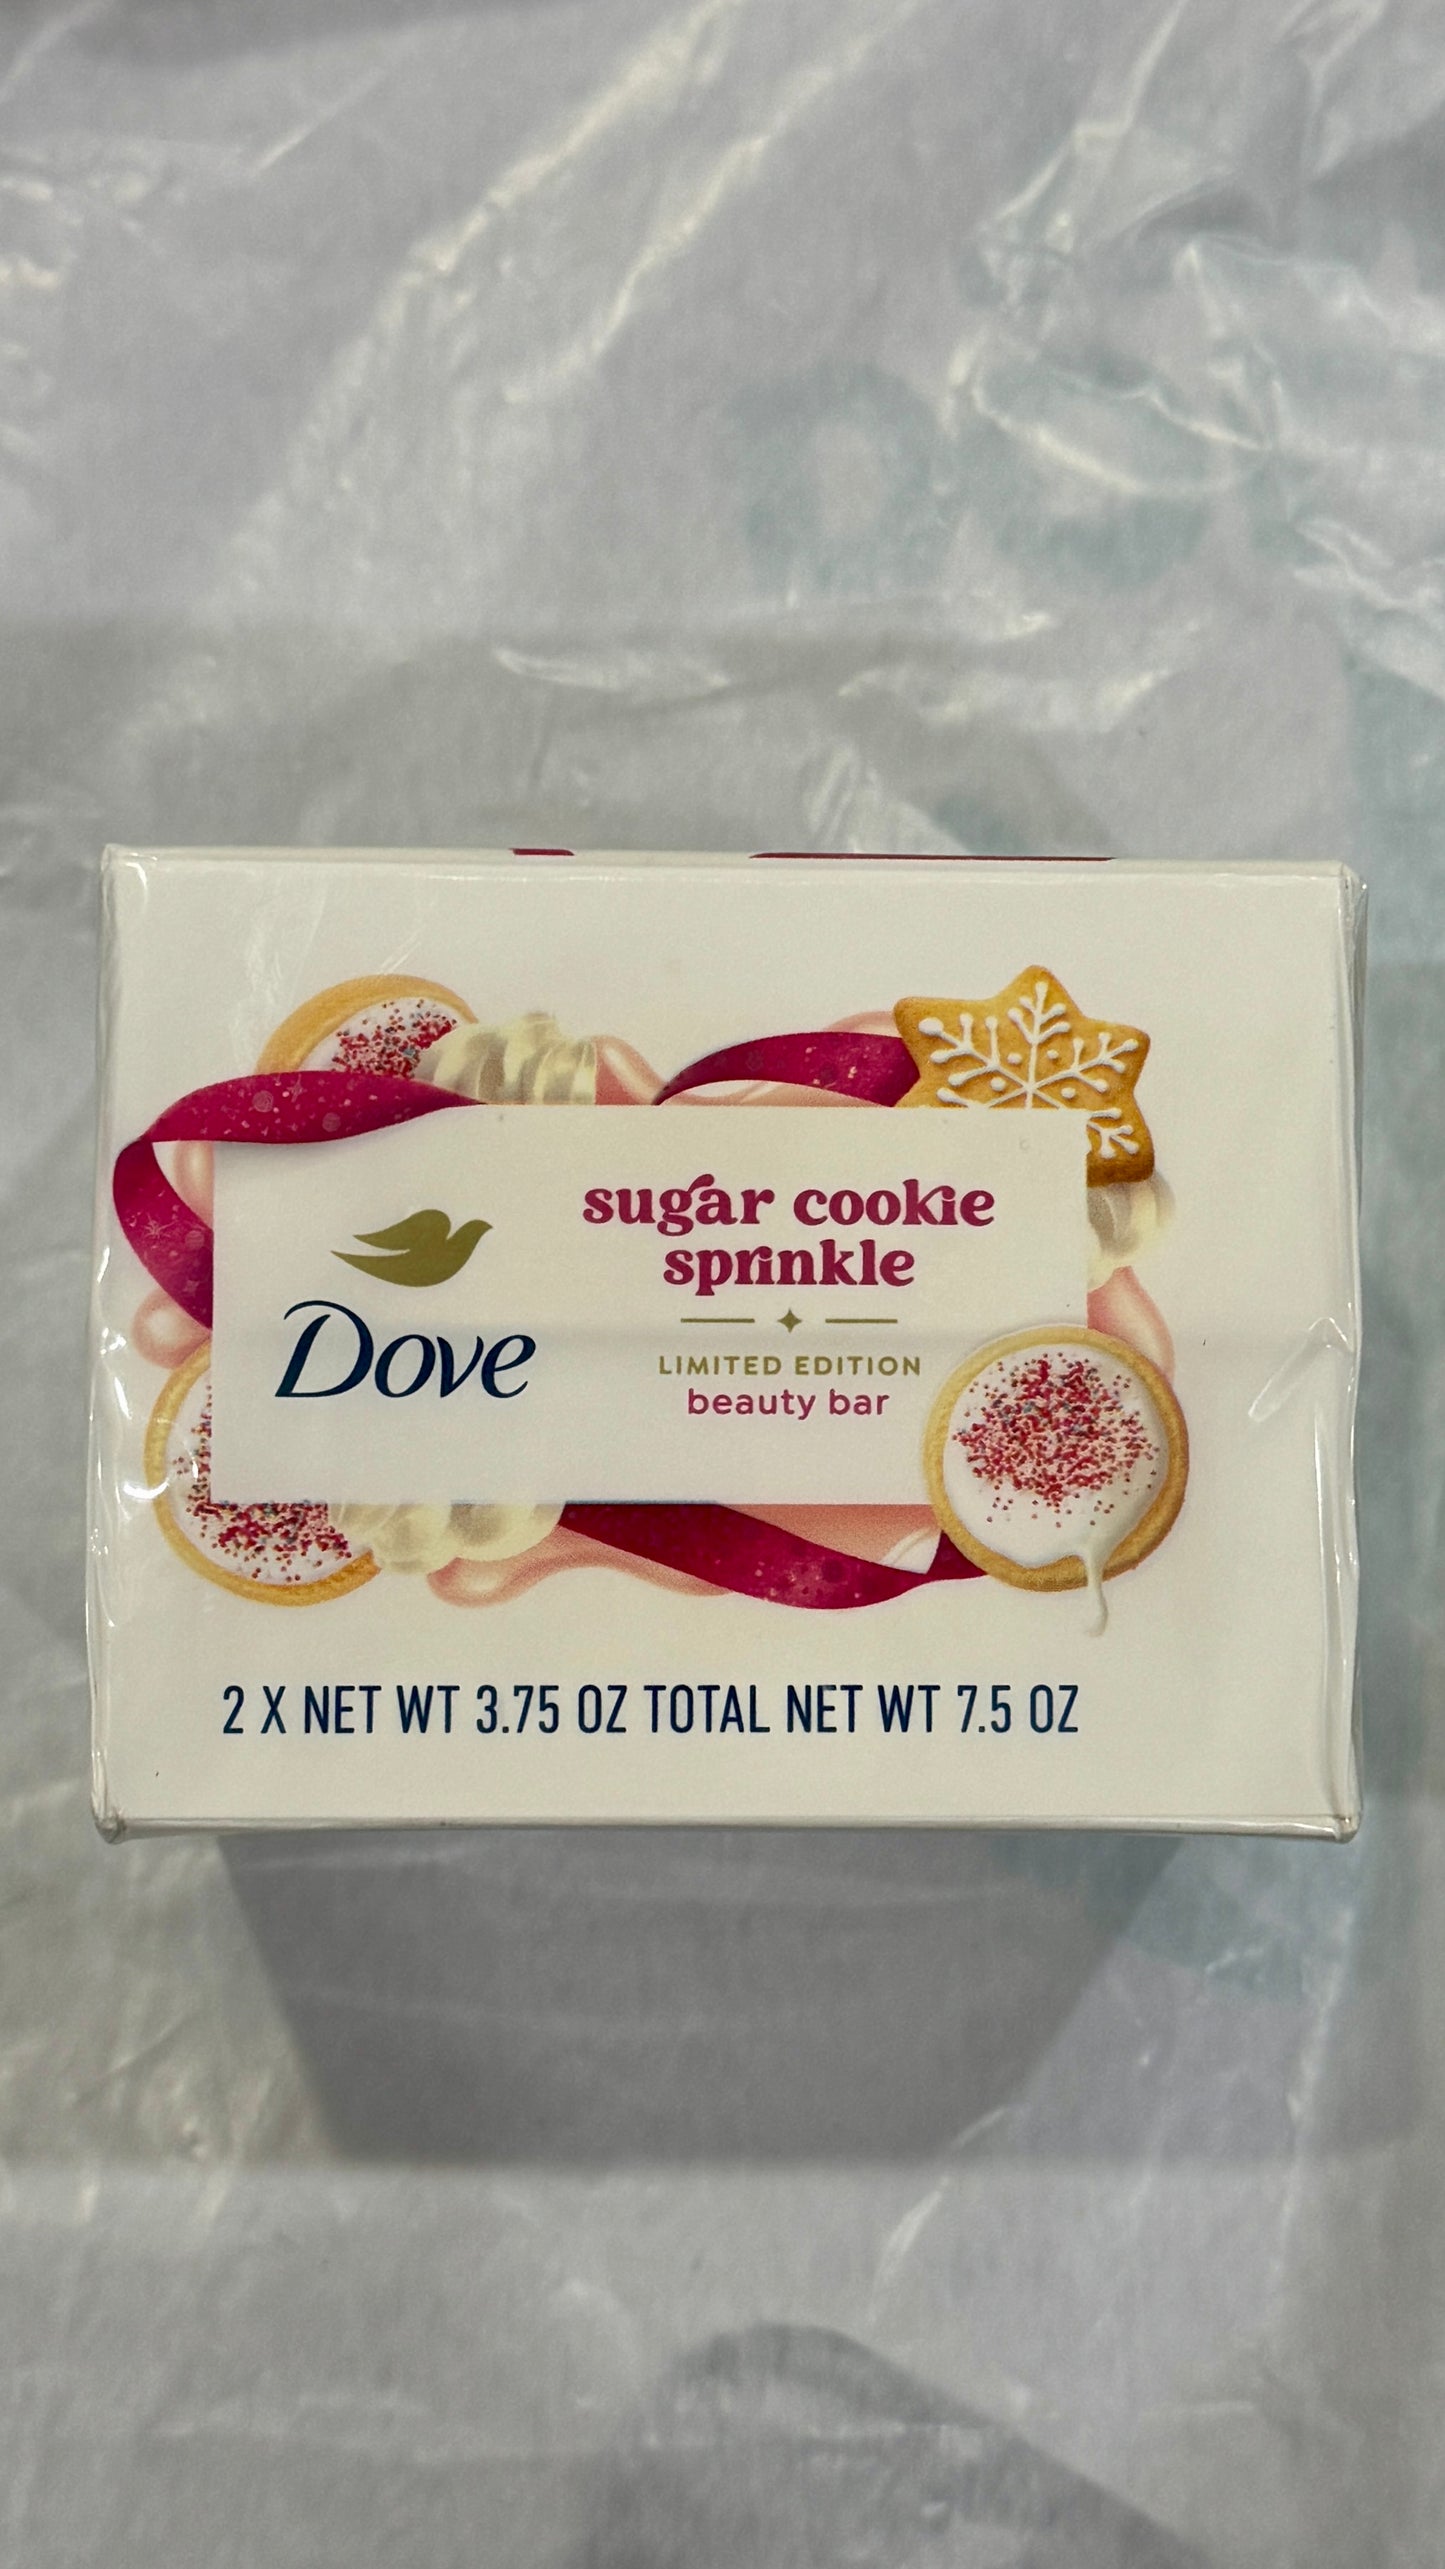 Dove
sugar cookie
sprinkle
LIMITED EDITION
beauty bar
2 X NET WT 3.75 OZ TOTAL NET WT 7.5 OZ